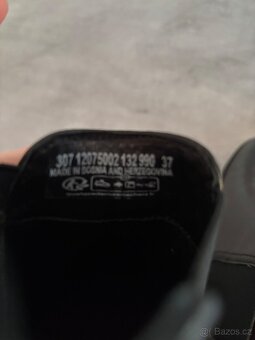 307 12075002 132 990 37
MADE IN BOSNIA AND HERZEGOVINA
Bazos.cz